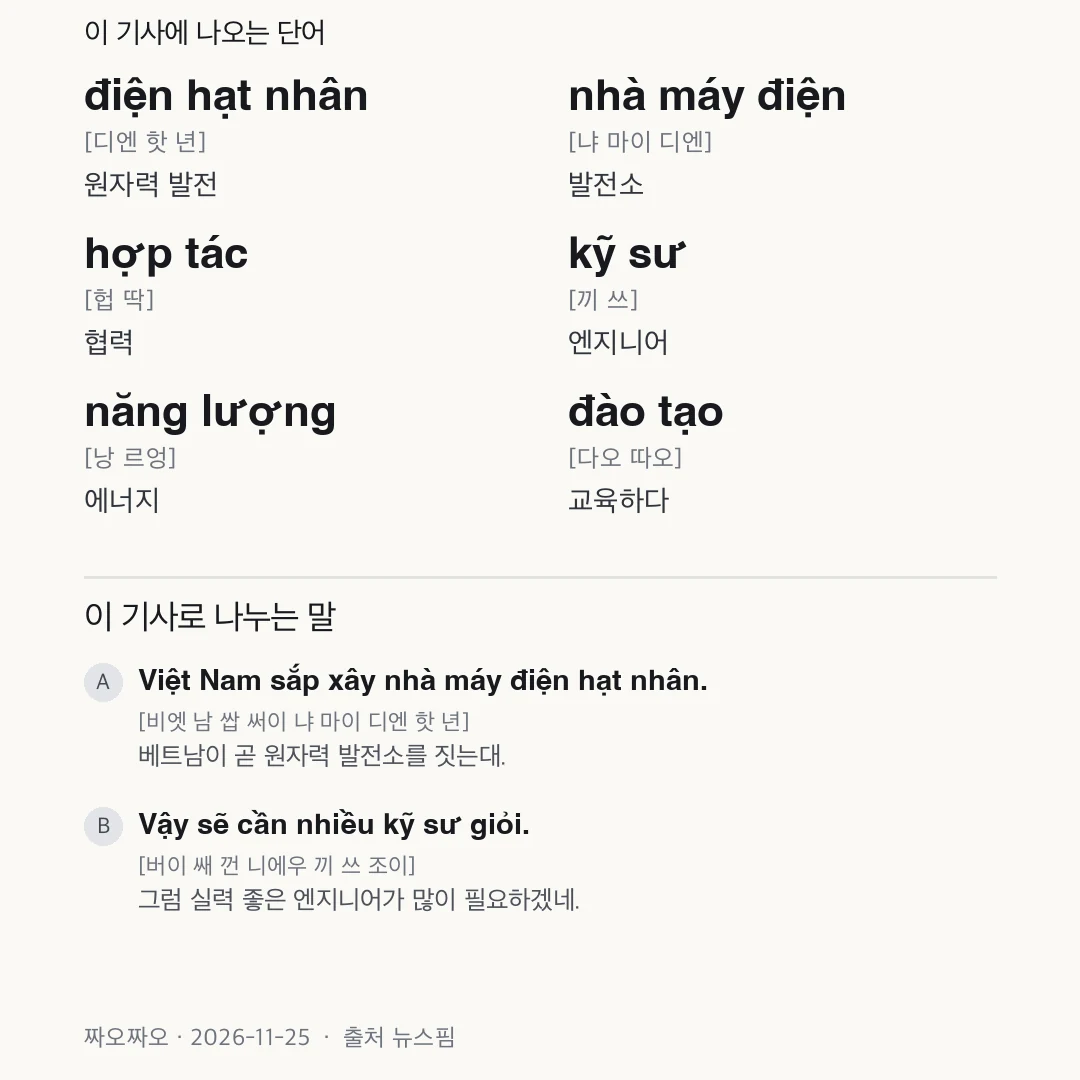 이 기사에 나오는 단어
điện hạt nhân
[디엔 핫 년]
원자력 발전
nhà máy điện
[냐 마이 디엔]
발전소
hợp tác
[헙 딱]
협력
kỹ sư
[끼 쓰]
엔지니어
năng lượng
[낭 르엉]
에너지
đào tạo
[다오 따오]
교육하다
이 기사로 나누는 말
A Việt Nam sắp xây nhà máy điện hạt nhân.
[비엣 남 쌉 써이 냐 마이 디엔 핫 년]
베트남이 곧 원자력 발전소를 짓는대.
B Vậy sẽ cần nhiều kỹ sư giỏi.
[버이 쌔 껀 니에우 끼 쓰 조이]
그럼 실력 좋은 엔지니어가 많이 필요하겠네.
짜오짜오 · 2026-11-25 · 출처 뉴스핌